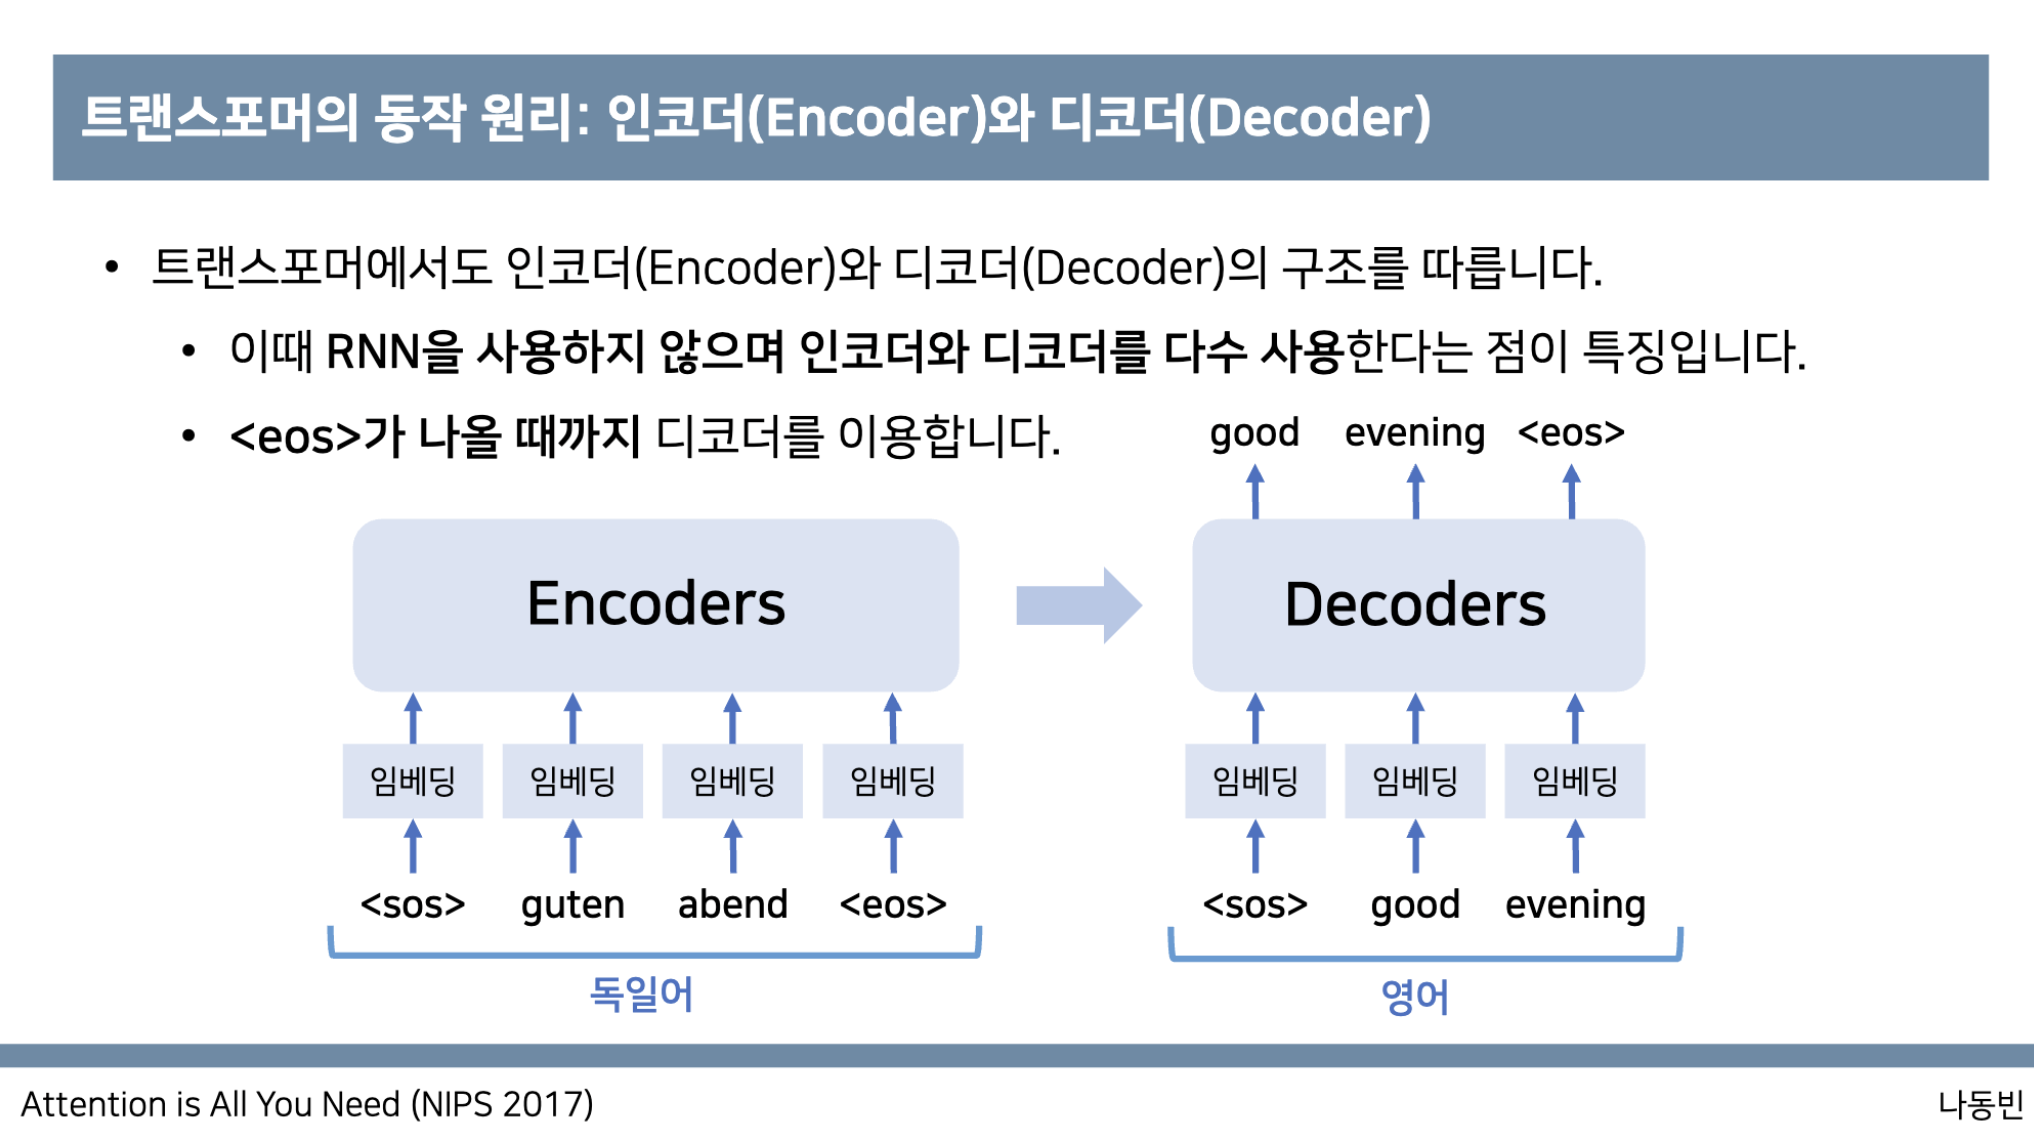 트랜스포머의 동작 원리: 인코더(Encoder)와 디코더(Decoder)
• 트랜스포머에서도 인코더(Encoder)와 디코더(Decoder)의 구조를 따릅니다.
• 이때 RNN을 사용하지 않으며 인코더와 디코더를 다수 사용한다는 점이 특징입니다.
• <eos>가 나올 때까지 디코더를 이용합니다.
good evening <eos>
Encoders
Decoders
임베딩 임베딩 임베딩 임베딩
임베딩 임베딩 임베딩
<sos> guten abend <eos>
<sos> good evening
독일어
영어
Attention is All You Need (NIPS 2017)
나동빈